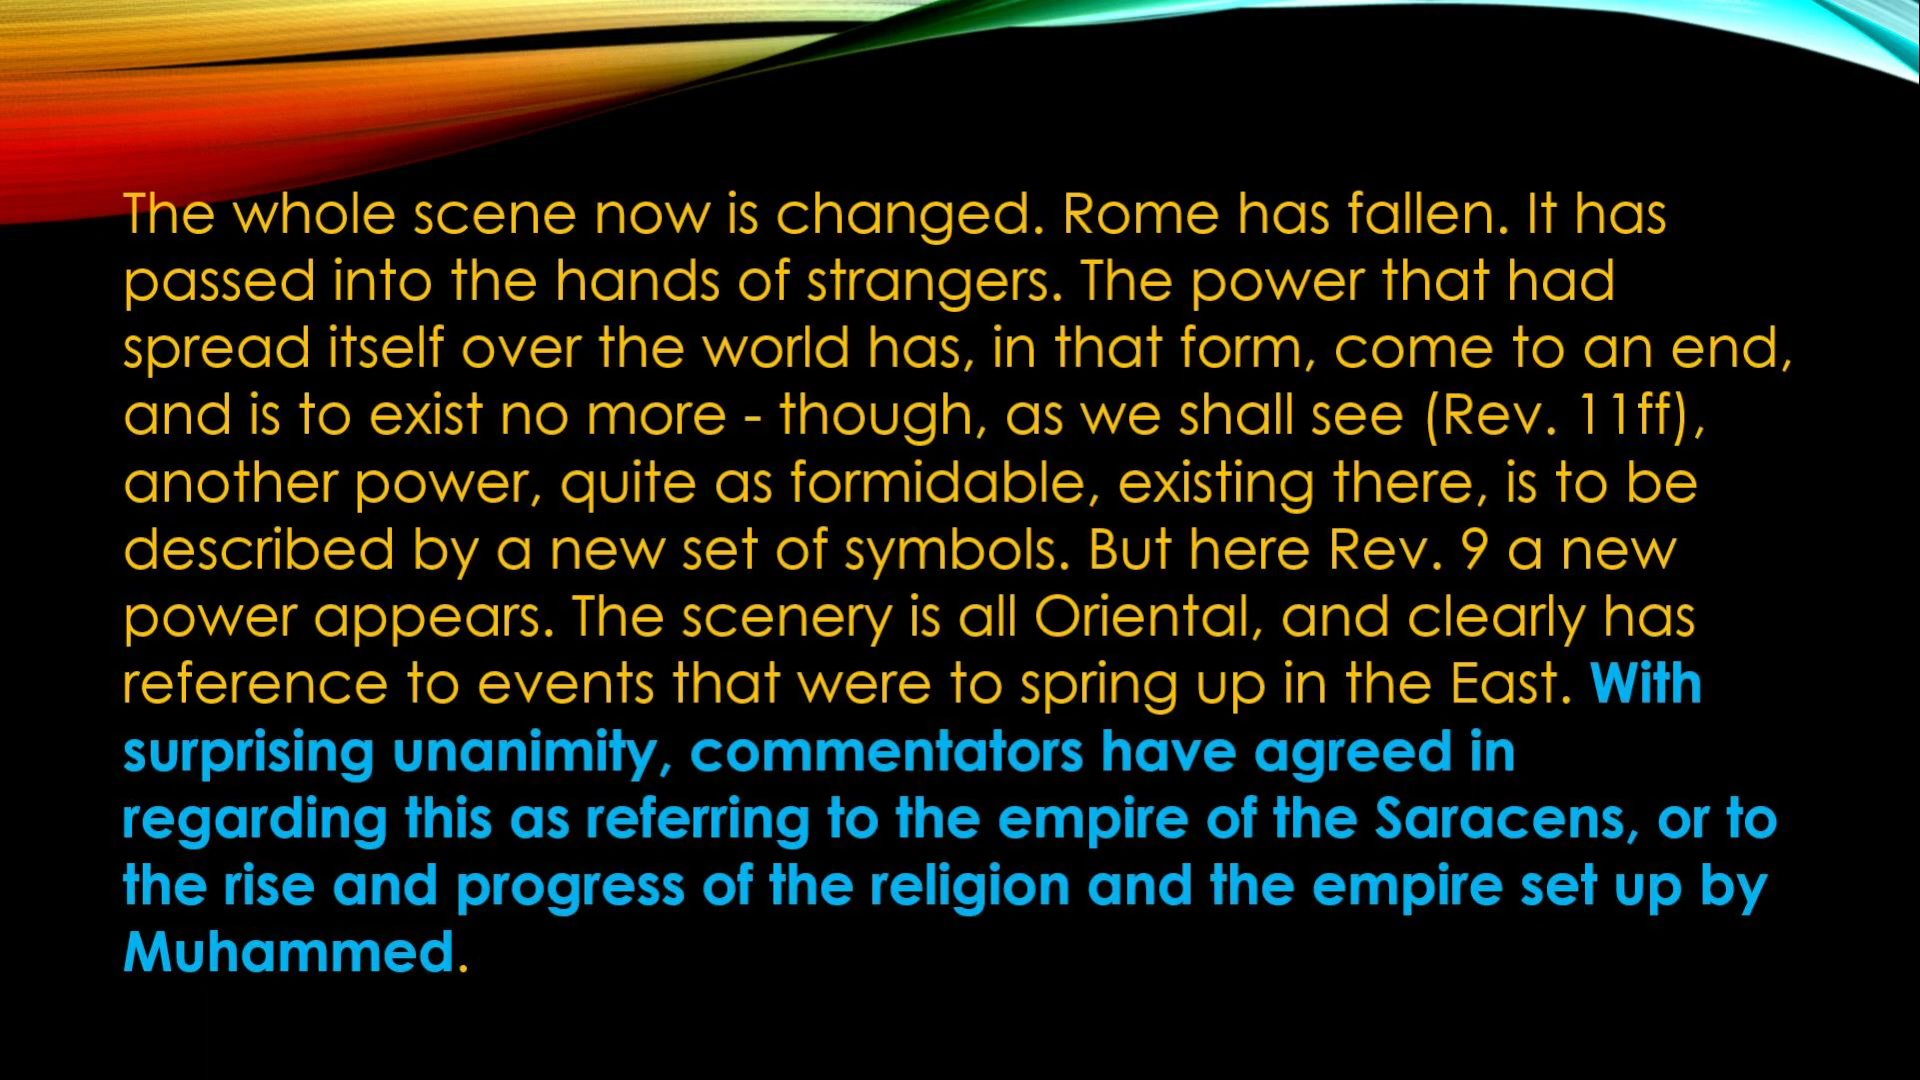 The whole scene now is changed. Rome has fallen. It has
passed into the hands of strangers. The power that had
spread itself over the world has, in that form, come to an end,
and is to exist no more - though, as we shall see (Rev. 11ff),
another power, quite as formidable, existing there, is to be
described by a new set of symbols. But here Rev. 9 a new
power appears. The scenery is all Oriental, and clearly has
reference to events that were to spring up in the East. With
surprising unanimity, commentators have agreed in
regarding this as referring to the empire of the Saracens, or to
the rise and progress of the religion and the empire set up by
Muhammed.